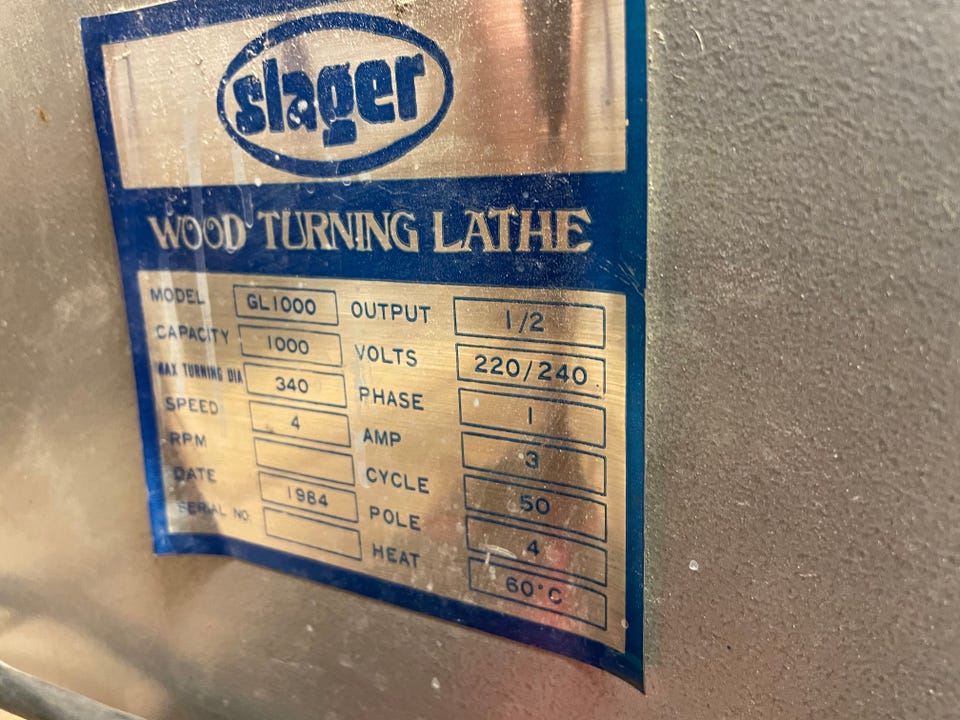 slager
WOOD TURNING LATHE
MODEL GL1000 OUTPUT 1/2
CAPACITY 1000 VOLTS 220/240
MAX TURNING DIA 340 PHASE 1
SPEED 4 AMP 3
RPM CYCLE 50
DATE 1984 POLE 4
SERIAL NO HEAT 60°C